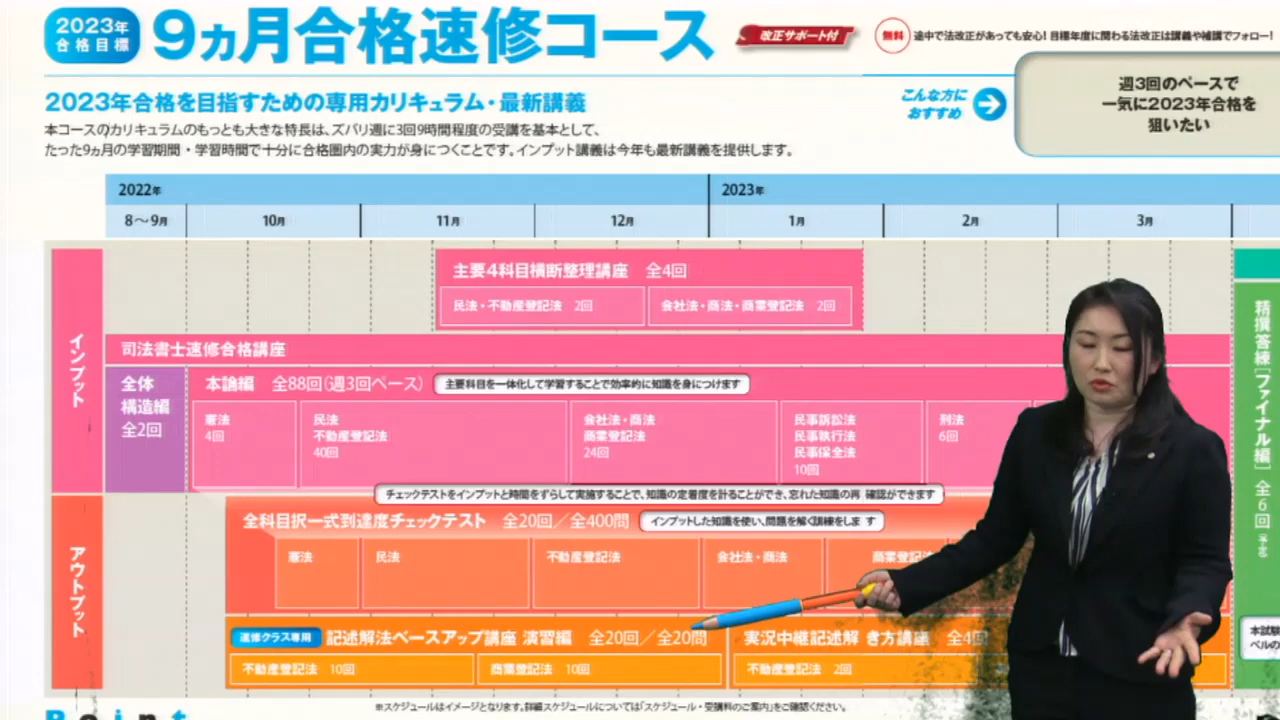 2023年
合格目標
9ヵ月合格速修コース
改正サポート付
無料
途中で法改正があっても安心!目標年度に関わる法改正は講義や補講でフォロー!
2023年合格を目指すための専用カリキュラム・最新講義
本コースのカリキュラムのもっとも大きな特長は、ズバリ週に3回9時間程度の受講を基本として、
たった9ヵ月の学習期間・学習時間で十分に合格圏内の実力が身につくことです。インプット講義は今年も最新講義を提供します。
こんな方に
おすすめ
週3回のペースで
一気に2023年合格を
狙いたい
2022年
2023年
8～9月
10月
11月
12月
1月
2月
3月
インプット
主要4科目横断整理講座 全4回
民法・不動産登記法 2回
会社法・商法・商業登記法 2回
司法書士速修合格講座
全体
構造編
全2回
本論編 全88回(週3回ペース)
主要科目を一体化して学習することで効率的に知識を身につけます
憲法
4回
民法
不動産登記法
40回
会社法・商法
商業登記法
24回
民事訴訟法
民事執行法
民事保全法
10回
刑法
6回
チェックテストをインプットと時間をずらして実施することで、知識の定着度を計ることができ、忘れた知識の再 確認ができます
アウトプット
全科目択一式到達度チェックテスト 全20回／全400問
インプットした知識を使い、問題を解く訓練をしま す
憲法
民法
不動産登記法
会社法・商法
商業登記
速修クラス専用
記述解法ベースアップ講座 演習編 全20回／全20問
不動産登記法 10回
商業登記法 10回
実況中継記述解 き方講座 全4回
不動産登記法 2回
精撰答練[ファイナル編] 全6回(予定)
本試験
ベルの
※スケジュールはイメージとなります。詳細スケジュールについては「スケジュール・受講料のご案内」をご確認ください。
Point